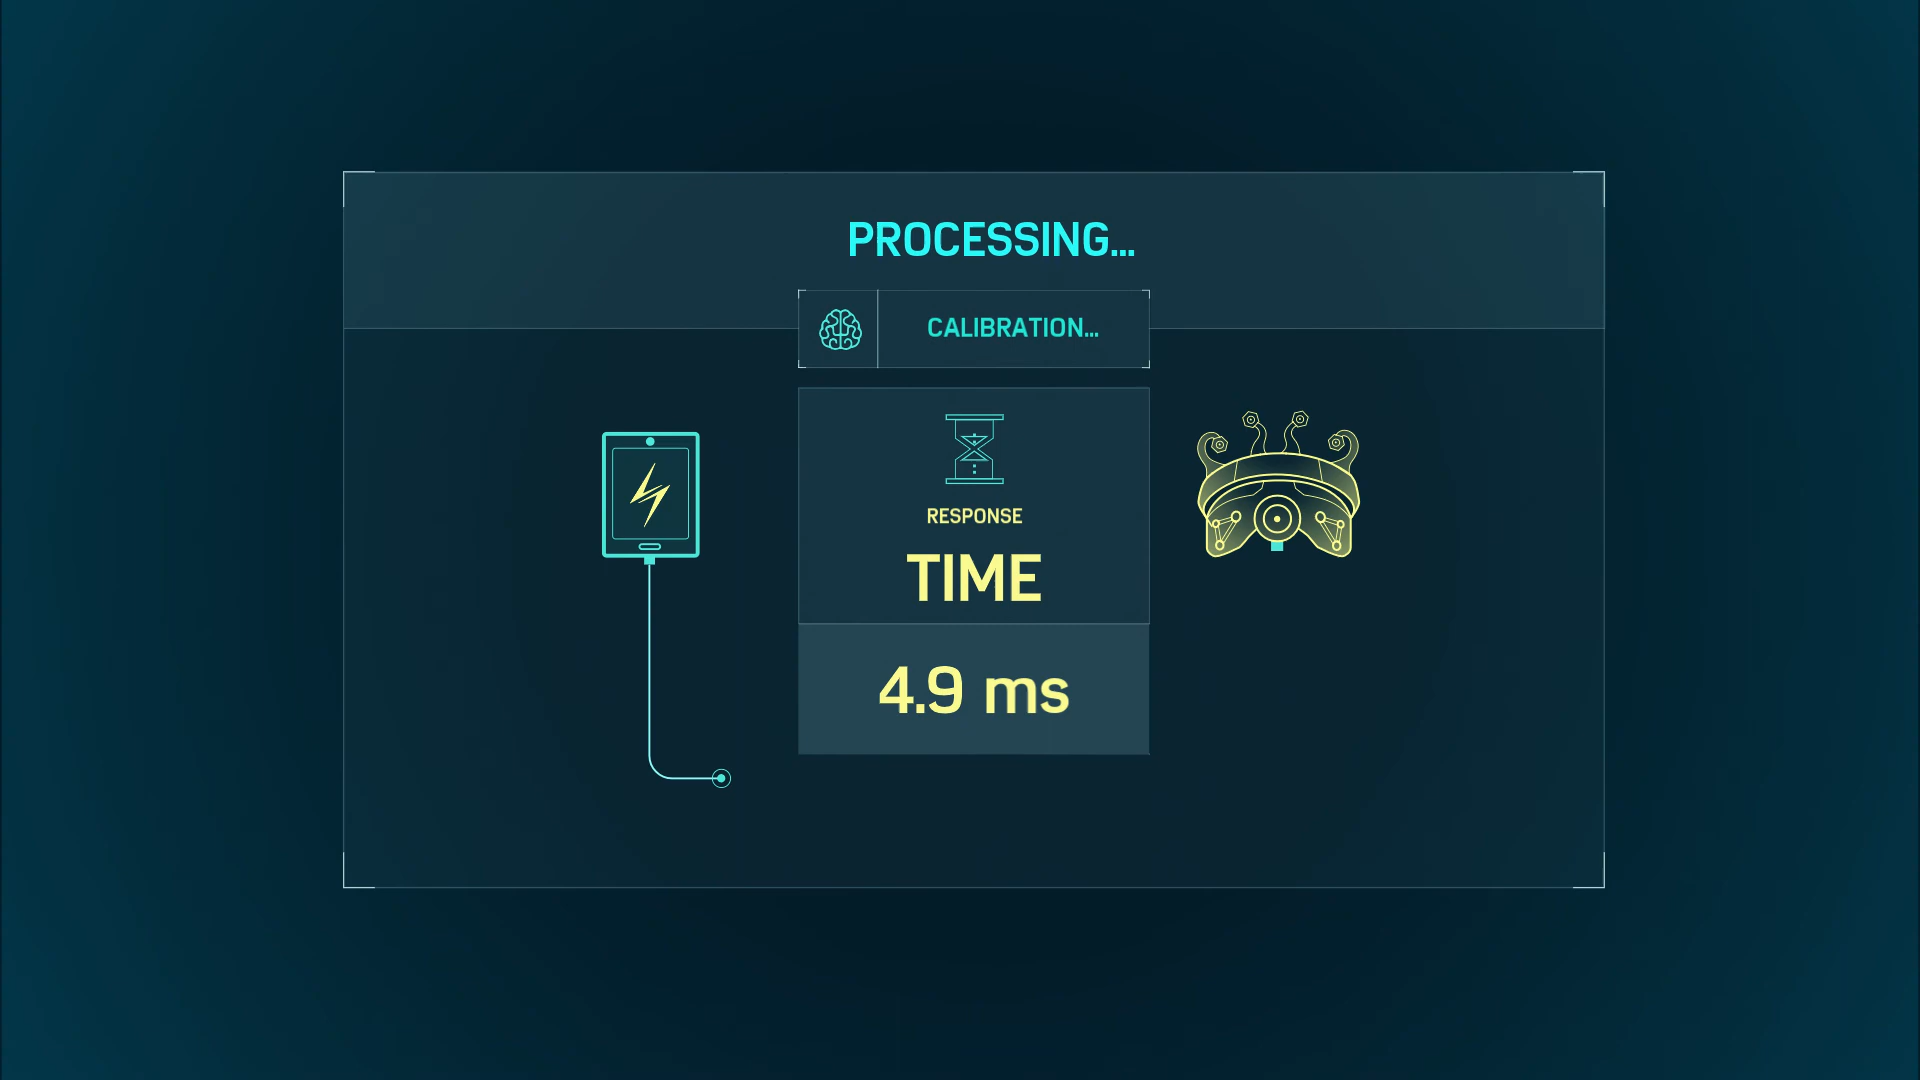 PROCESSING...
CALIBRATION...
RESPONSE
TIME
4.9 ms